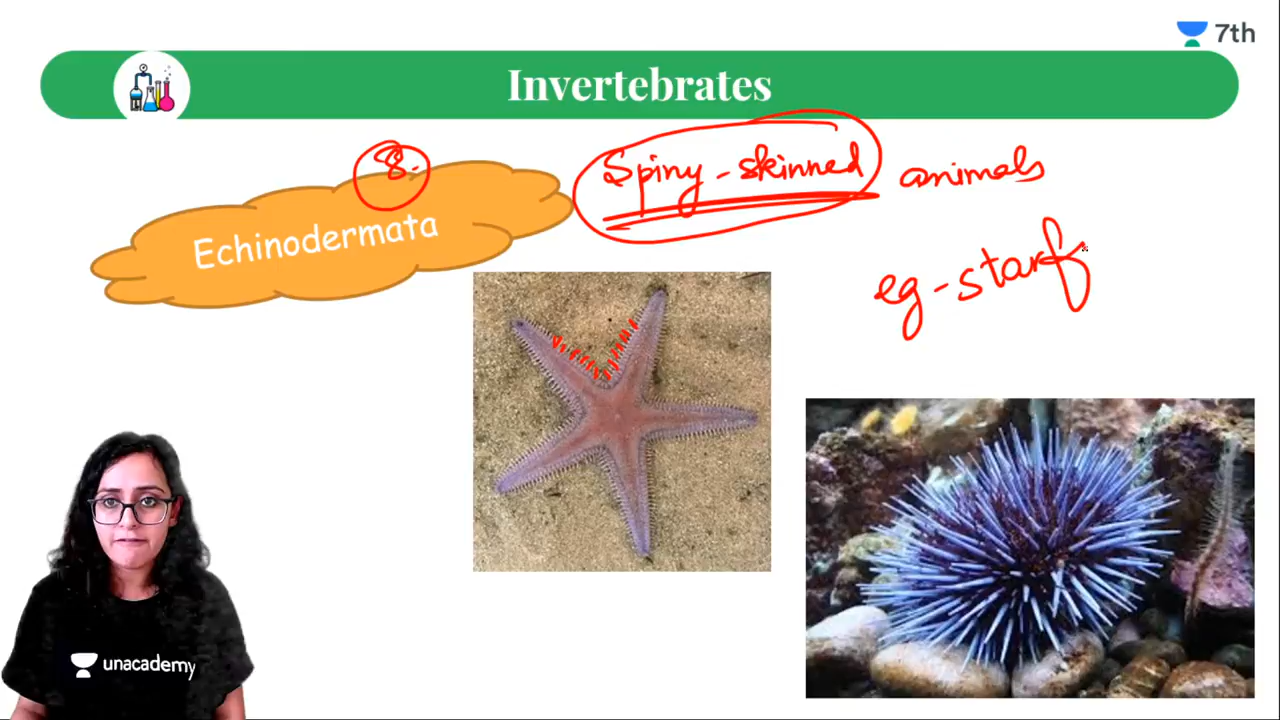 7th
Invertebrates
8.
Spiny-skinned animals
Echinodermata
eg-starf
unacademy